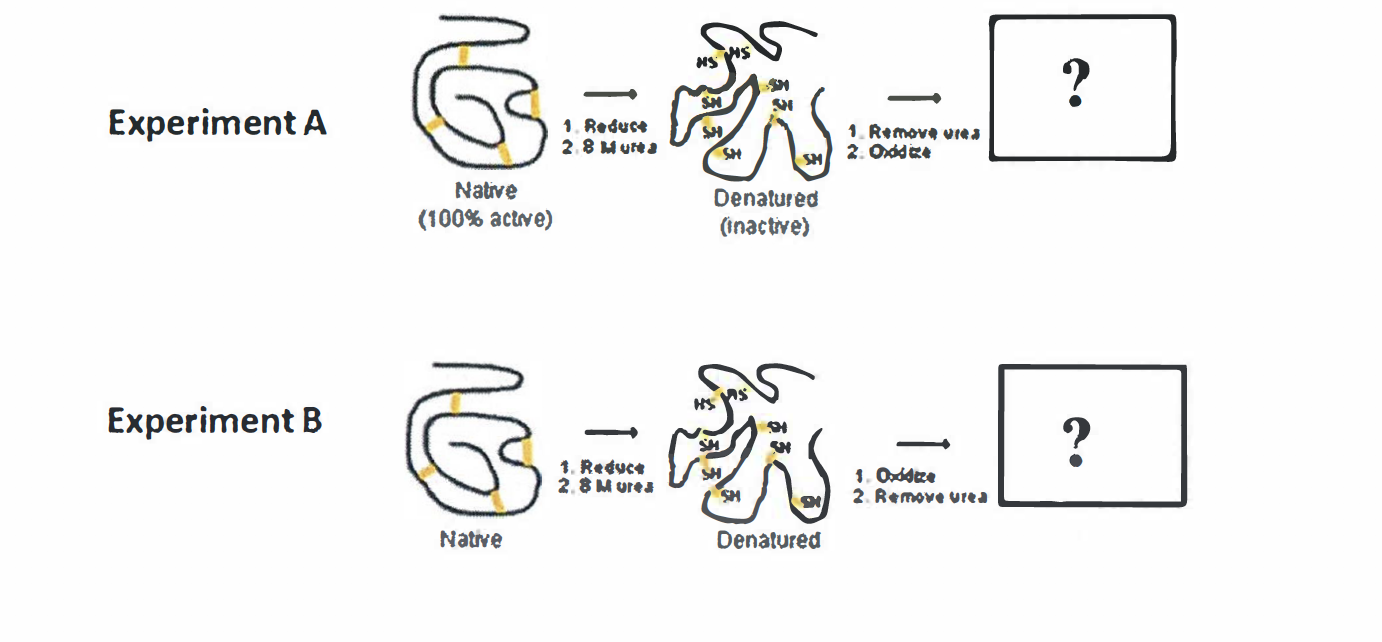 Experiment A
Native
(100% active)
1. Reduce
2. 8 M urea
HS HS
SH
SH
SH
SH
SH
SH
Denatured
(inactive)
1. Remove urea
2. Oxidize
?
Experiment B
Native
1. Reduce
2. 8 M urea
HS HS
SH
SH
SH
SH
SH
SH
Denatured
1. Oxidize
2. Remove urea
?